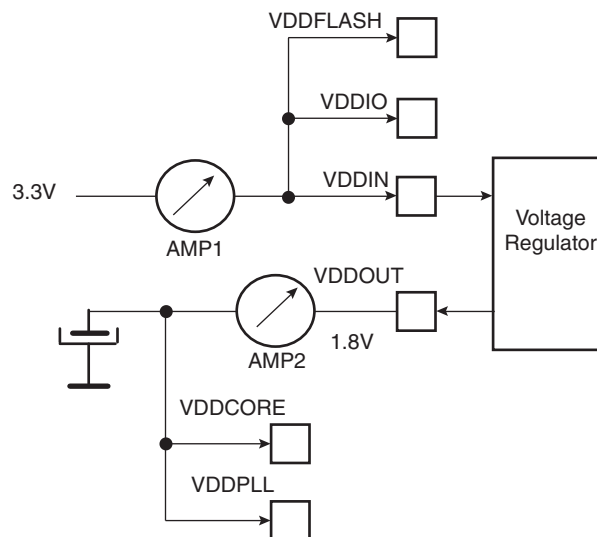 VDDFLASH
VDDIO
VDDIN
3.3V
AMP1
Voltage
Regulator
VDDOUT
1.8V
AMP2
VDDCORE
VDDPLL